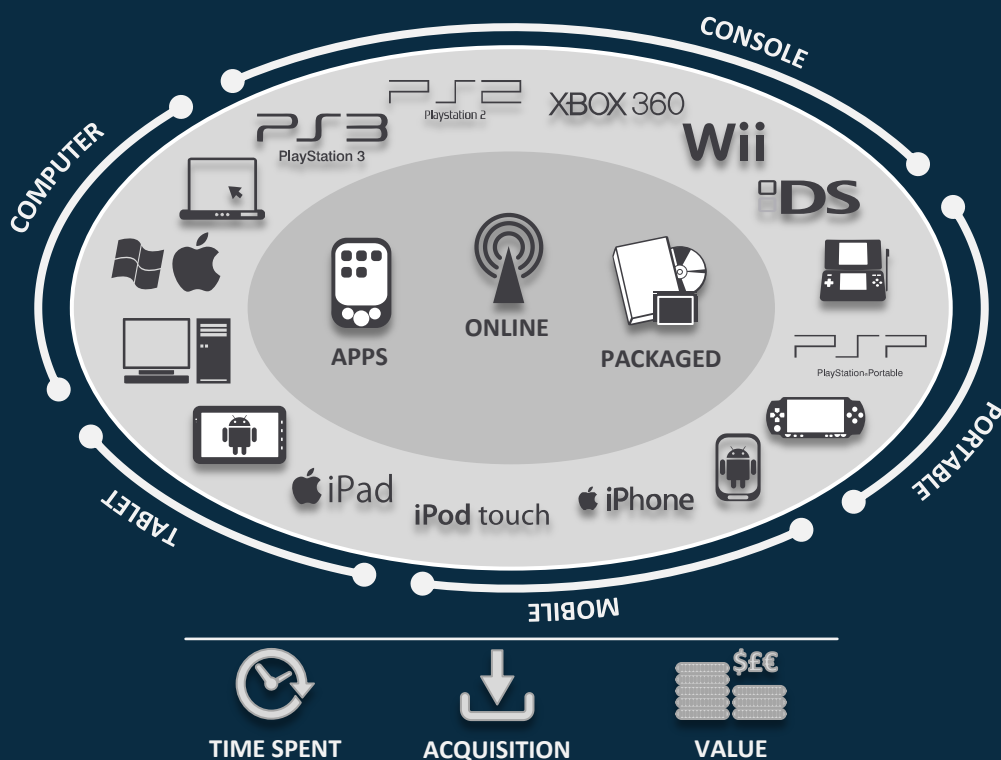 CONSOLE
COMPUTER
PS2
Playstation 2
XBOX 360
PS3
PlayStation 3
Wii
DS
APPS
ONLINE
PACKAGED
PSP
PlayStation®Portable
PORTABLE
iPad
iPod touch
iPhone
TABLET
MOBILE
$£€
TIME SPENT
ACQUISITION
VALUE